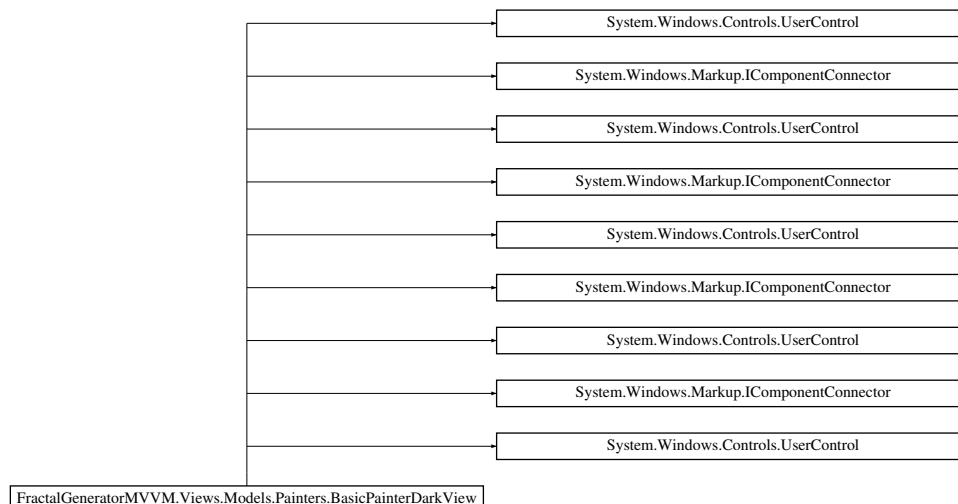 System.Windows.Controls.UserControl
System.Windows.Markup.IComponentConnector
System.Windows.Controls.UserControl
System.Windows.Markup.IComponentConnector
System.Windows.Controls.UserControl
System.Windows.Markup.IComponentConnector
System.Windows.Controls.UserControl
System.Windows.Markup.IComponentConnector
System.Windows.Controls.UserControl
FractalGeneratorMVVM.Views.Models.Painters.BasicPainterDarkView